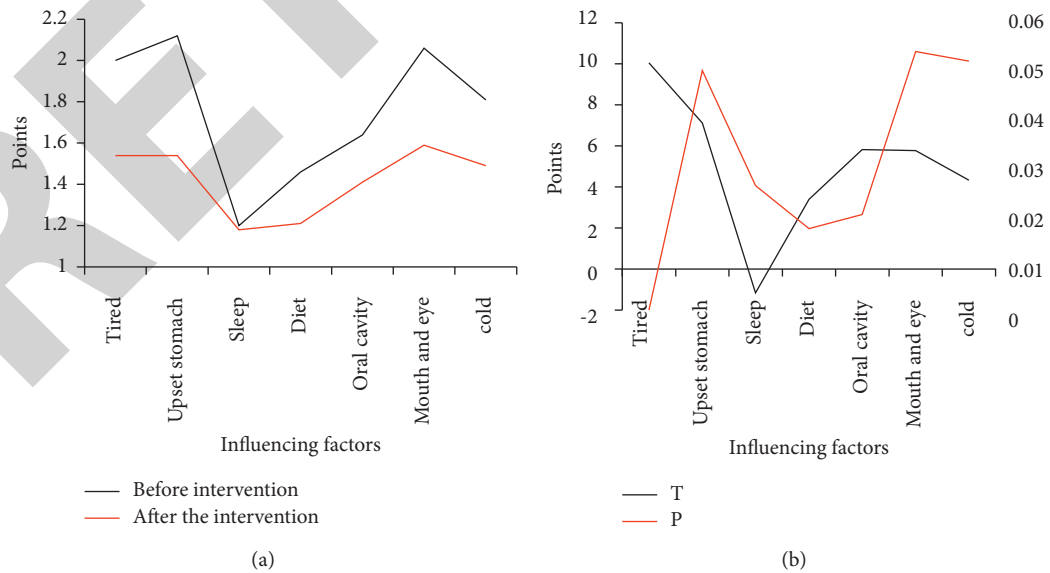 2.2
2
1.8
1.6
1.4
1.2
1
Points
Tired
Upset stomach
Sleep
Diet
Oral cavity
Mouth and eye
cold
Influencing factors
Before intervention
After the intervention
(a)
12
10
8
6
4
2
0
-2
Points
0.06
0.05
0.04
0.03
0.02
0.01
0
Tired
Upset stomach
Sleep
Diet
Oral cavity
Mouth and eye
cold
Influencing factors
T
P
(b)